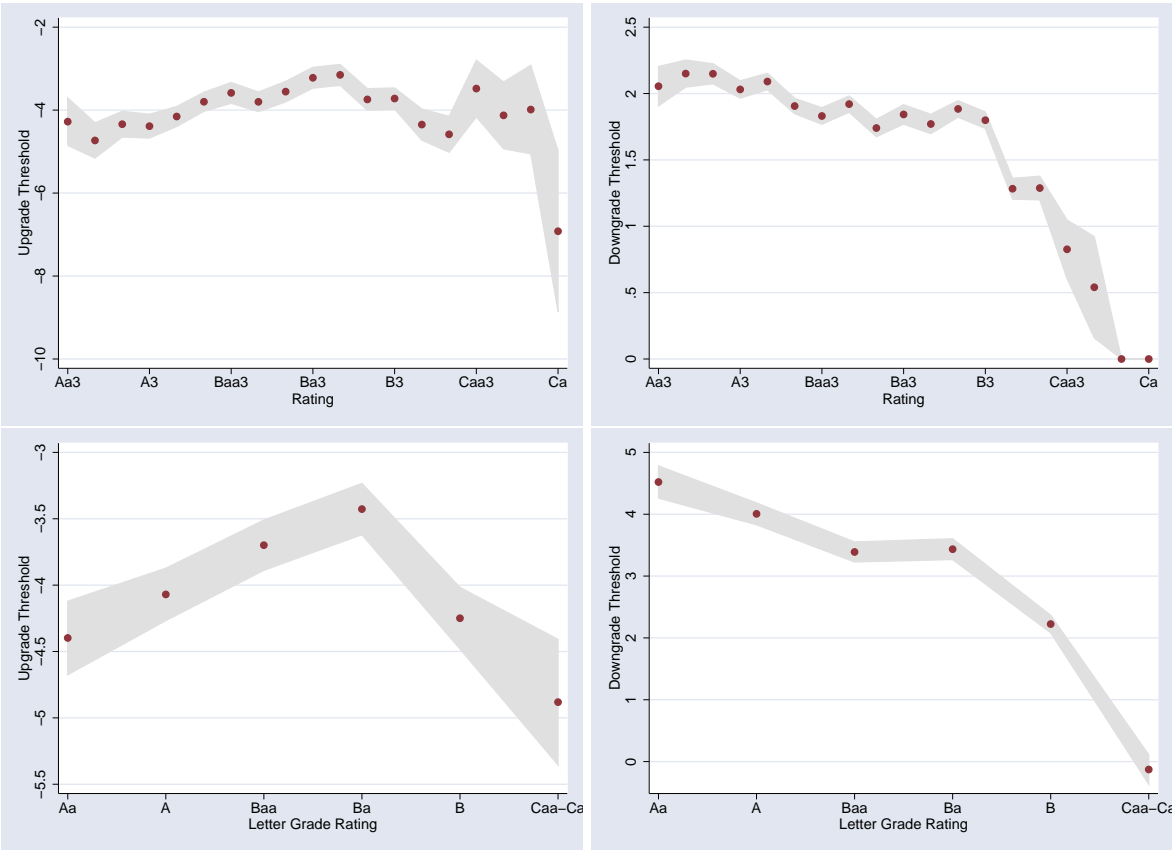 Upgrade Threshold
−2
−4
−6
−8
−10
Aa3 A3 Baa3 Ba3 B3 Caa3 Ca
Rating
Downgrade Threshold
2.5
2
1.5
1
.5
0
Aa3 A3 Baa3 Ba3 B3 Caa3 Ca
Rating
Upgrade Threshold
−3
−3.5
−4
−4.5
−5
−5.5
Aa A Baa Ba B Caa−Ca
Letter Grade Rating
Downgrade Threshold
5
4
3
2
1
0
Aa A Baa Ba B Caa−Ca
Letter Grade Rating